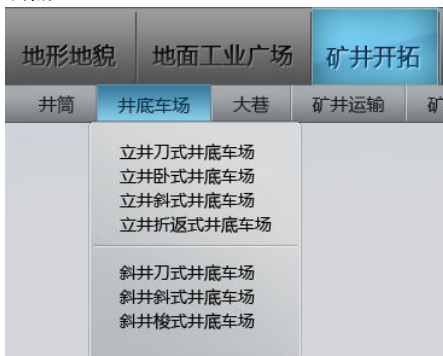 地形地貌 地面工业广场 矿井开拓
井筒 井底车场 大巷 矿井运输 矿
立井刀式井底车场
立井卧式井底车场
立井斜式井底车场
立井折返式井底车场
斜井刀式井底车场
斜井斜式井底车场
斜井梭式井底车场